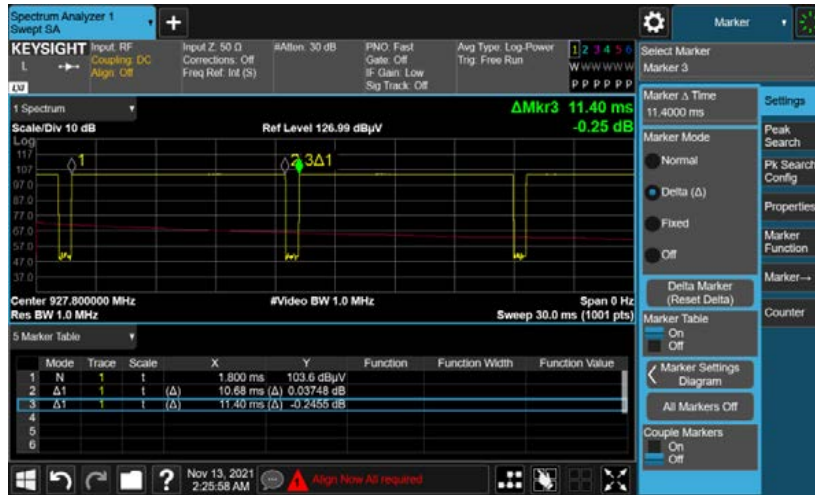 Spectrum Analyzer 1
Swept SA
+
Marker
KEYSIGHT
L
LXI
Input: RF
Coupling: DC
Align: Off
Input Z: 50 Ω
Corrections: Off
Freq Ref: Int (S)
#Atten: 30 dB
PNO: Fast
Gate: Off
IF Gain: Low
Sig Track: Off
Avg Type: Log-Power
Trig: Free Run
1 2 3 4 5 6
W W W W W W
P P P P P P
Select Marker
Marker 3
1 Spectrum
ΔMkr3 11.40 ms
-0.25 dB
Scale/Div 10 dB
Ref Level 126.99 dBµV
Log
117
107
97.0
87.0
77.0
67.0
57.0
47.0
37.0
1
2 3Δ1
Center 927.800000 MHz
#Video BW 1.0 MHz
Span 0 Hz
Res BW 1.0 MHz
Sweep 30.0 ms (1001 pts)
5 Marker Table
Mode Trace Scale X Y Function Function Width Function Value
1 N 1 t 1.800 ms 103.6 dBµV
2 Δ1 1 t (Δ) 10.68 ms (Δ) 0.03748 dB
3 Δ1 1 t (Δ) 11.40 ms (Δ) -0.2455 dB
4
5
6
Marker Δ Time
11.4000 ms
Marker Mode
Normal
Delta (Δ)
Fixed
Off
Delta Marker
(Reset Delta)
Marker Table
On
Off
Marker Settings
Diagram
All Markers Off
Couple Markers
On
Off
Settings
Peak
Search
Pk Search
Config
Properties
Marker
Function
Marker→
Counter
?
Nov 13, 2021
2:25:58 AM
Align Now All required